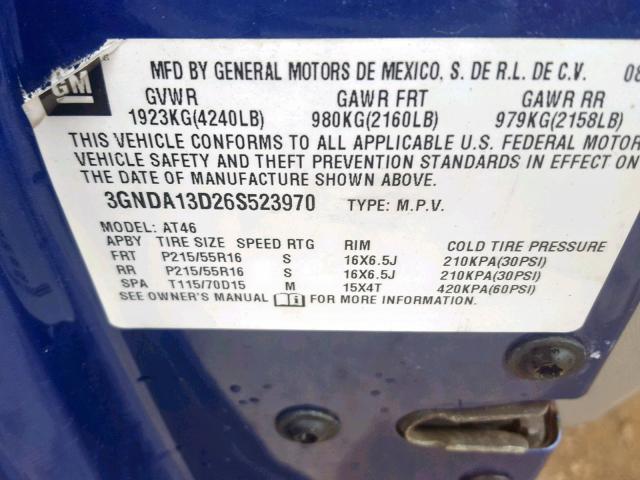 GM
MFD BY GENERAL MOTORS DE MEXICO, S. DE R.L. DE C.V. 08
GVWR GAWR FRT GAWR RR
1923KG(4240LB) 980KG(2160LB) 979KG(2158LB)
THIS VEHICLE CONFORMS TO ALL APPLICABLE U.S. FEDERAL MOTOR
VEHICLE SAFETY AND THEFT PREVENTION STANDARDS IN EFFECT ON
THE DATE OF MANUFACTURE SHOWN ABOVE.
3GNDA13D26S523970 TYPE: M.P.V.
MODEL: AT46
APBY TIRE SIZE SPEED RTG RIM COLD TIRE PRESSURE
FRT P215/55R16 S 16X6.5J 210KPA(30PSI)
RR P215/55R16 S 16X6.5J 210KPA(30PSI)
SPA T115/70D15 M 15X4T 420KPA(60PSI)
SEE OWNER'S MANUAL FOR MORE INFORMATION.